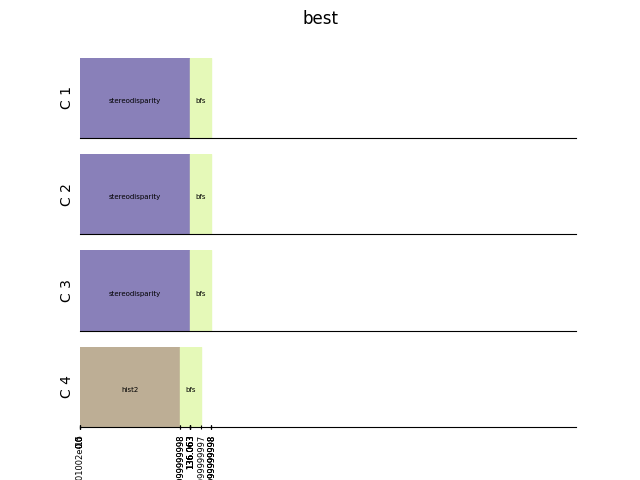 best
C 1
stereodisparity
bfs
C 2
stereodisparity
bfs
C 3
stereodisparity
bfs
C 4
hist2
bfs
136.063